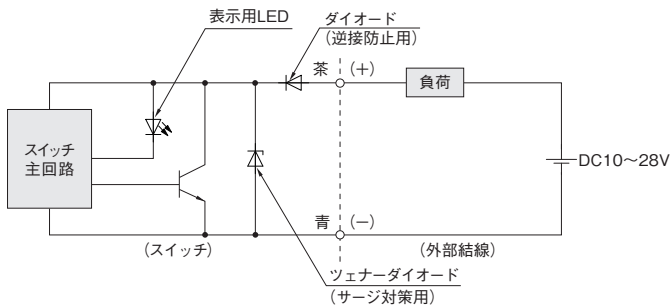 表示用LED
ダイオード
(逆接防止用)
茶
(+)
負荷
スイッチ
主回路
DC10〜28V
青
(−)
(スイッチ)
(外部結線)
ツェナーダイオード
(サージ対策用)